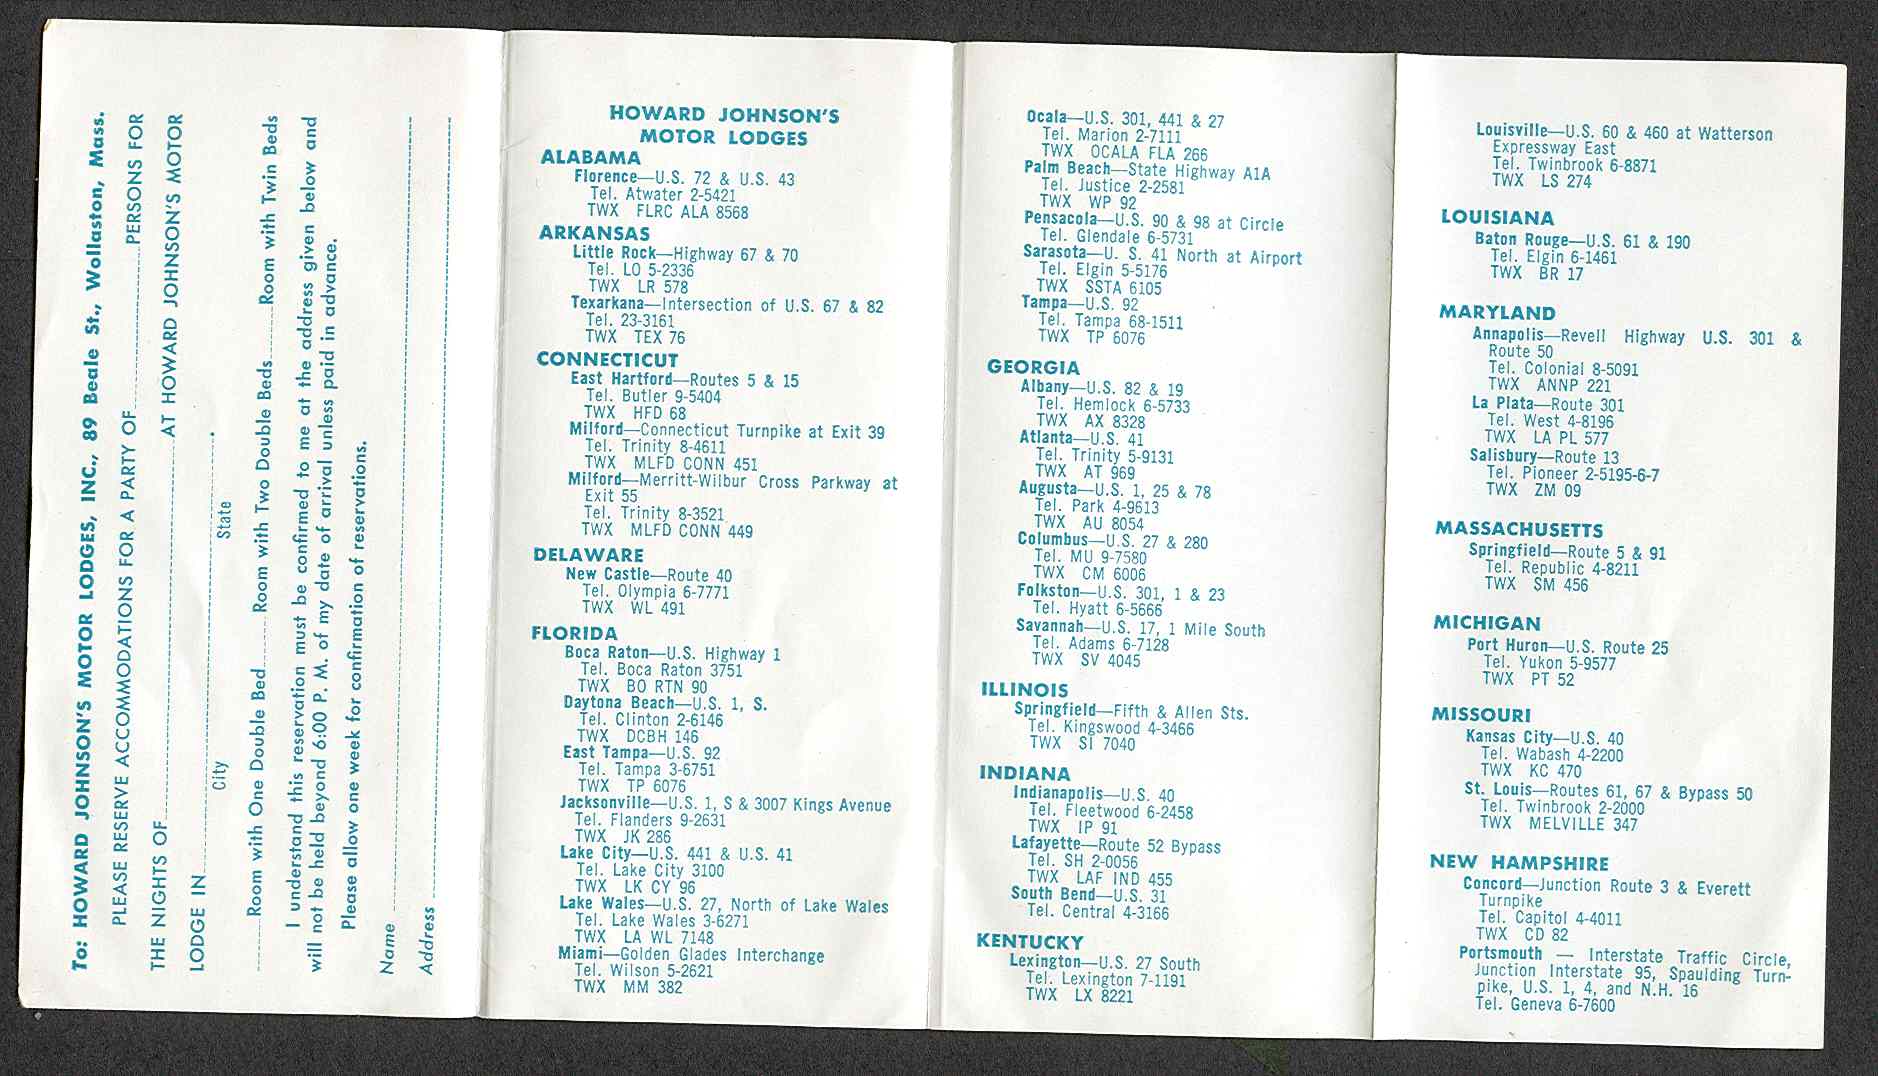 To: HOWARD JOHNSON'S MOTOR LODGES, INC., 89 Beale St., Wollaston, Mass.
PLEASE RESERVE ACCOMMODATIONS FOR A PARTY OF PERSONS FOR
THE NIGHTS OF AT HOWARD JOHNSON'S MOTOR
LODGE IN .
City State
Room with One Double Bed Room with Two Double Beds Room with Twin Beds
I understand this reservation must be confirmed to me at the address given below and
will not be held beyond 6:00 P. M. of my date of arrival unless paid in advance.
Please allow one week for confirmation of reservations.
Name
Address
HOWARD JOHNSON'S
MOTOR LODGES
ALABAMA
Florence—U.S. 72 & U.S. 43
Tel. Atwater 2-5421
TWX FLRC ALA 8568
ARKANSAS
Little Rock—Highway 67 & 70
Tel. LO 5-2336
TWX LR 578
Texarkana—Intersection of U.S. 67 & 82
Tel. 23-3161
TWX TEX 76
CONNECTICUT
East Hartford—Routes 5 & 15
Tel. Butler 9-5404
TWX HFD 68
Milford—Connecticut Turnpike at Exit 39
Tel. Trinity 8-4611
TWX MLFD CONN 451
Milford—Merritt-Wilbur Cross Parkway at
Exit 55
Tel. Trinity 8-3521
TWX MLFD CONN 449
DELAWARE
New Castle—Route 40
Tel. Olympia 6-7771
TWX WL 491
FLORIDA
Boca Raton—U.S. Highway 1
Tel. Boca Raton 3751
TWX BO RTN 90
Daytona Beach—U.S. 1, S.
Tel. Clinton 2-6146
TWX DCBH 146
East Tampa—U.S. 92
Tel. Tampa 3-6751
TWX TP 6076
Jacksonville—U.S. 1, S & 3007 Kings Avenue
Tel. Flanders 9-2631
TWX JK 286
Lake City—U.S. 441 & U.S. 41
Tel. Lake City 3100
TWX LK CY 96
Lake Wales—U.S. 27, North of Lake Wales
Tel. Lake Wales 3-6271
TWX LA WL 7148
Miami—Golden Glades Interchange
Tel. Wilson 5-2621
TWX MM 382
Ocala—U.S. 301, 441 & 27
Tel. Marion 2-7111
TWX OCALA FLA 266
Palm Beach—State Highway A1A
Tel. Justice 2-2581
TWX WP 92
Pensacola—U.S. 90 & 98 at Circle
Tel. Glendale 6-5731
Sarasota—U. S. 41 North at Airport
Tel. Elgin 5-5176
TWX SSTA 6105
Tampa—U.S. 92
Tel. Tampa 68-1511
TWX TP 6076
GEORGIA
Albany—U.S. 82 & 19
Tel. Hemlock 6-5733
TWX AX 8328
Atlanta—U.S. 41
Tel. Trinity 5-9131
TWX AT 969
Augusta—U.S. 1, 25 & 78
Tel. Park 4-9613
TWX AU 8054
Columbus—U.S. 27 & 280
Tel. MU 9-7580
TWX CM 6006
Folkston—U.S. 301, 1 & 23
Tel. Hyatt 6-5666
Savannah—U.S. 17, 1 Mile South
Tel. Adams 6-7128
TWX SV 4045
ILLINOIS
Springfield—Fifth & Allen Sts.
Tel. Kingswood 4-3466
TWX SI 7040
INDIANA
Indianapolis—U.S. 40
Tel. Fleetwood 6-2458
TWX IP 91
Lafayette—Route 52 Bypass
Tel. SH 2-0056
TWX LAF IND 455
South Bend—U.S. 31
Tel. Central 4-3166
KENTUCKY
Lexington—U.S. 27 South
Tel. Lexington 7-1191
TWX LX 8221
Louisville—U.S. 60 & 460 at Watterson
Expressway East
Tel. Twinbrook 6-8871
TWX LS 274
LOUISIANA
Baton Rouge—U.S. 61 & 190
Tel. Elgin 6-1461
TWX BR 17
MARYLAND
Annapolis—Revell Highway U.S. 301 &
Route 50
Tel. Colonial 8-5091
TWX ANNP 221
La Plata—Route 301
Tel. West 4-8196
TWX LA PL 577
Salisbury—Route 13
Tel. Pioneer 2-5195-6-7
TWX ZM 09
MASSACHUSETTS
Springfield—Route 5 & 91
Tel. Republic 4-8211
TWX SM 456
MICHIGAN
Port Huron—U.S. Route 25
Tel. Yukon 5-9577
TWX PT 52
MISSOURI
Kansas City—U.S. 40
Tel. Wabash 4-2200
TWX KC 470
St. Louis—Routes 61, 67 & Bypass 50
Tel. Twinbrook 2-2000
TWX MELVILLE 347
NEW HAMPSHIRE
Concord—Junction Route 3 & Everett
Turnpike
Tel. Capitol 4-4011
TWX CD 82
Portsmouth — Interstate Traffic Circle,
Junction Interstate 95, Spaulding Turn-
pike, U.S. 1, 4, and N.H. 16
Tel. Geneva 6-7600